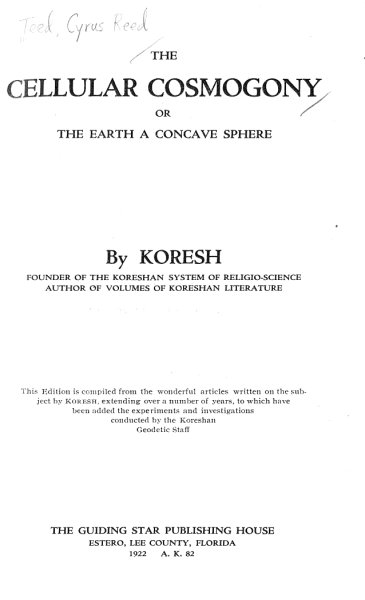 Teed, Cyrus Reed
THE
CELLULAR COSMOGONY
OR
THE EARTH A CONCAVE SPHERE
By KORESH
FOUNDER OF THE KORESHAN SYSTEM OF RELIGIO-SCIENCE
AUTHOR OF VOLUMES OF KORESHAN LITERATURE
This Edition is compiled from the wonderful articles written on the sub-
ject by KORESH, extending over a number of years, to which have
been added the experiments and investigations
conducted by the Koreshan
Geodetic Staff
THE GUIDING STAR PUBLISHING HOUSE
ESTERO, LEE COUNTY, FLORIDA
1922 A. K. 82